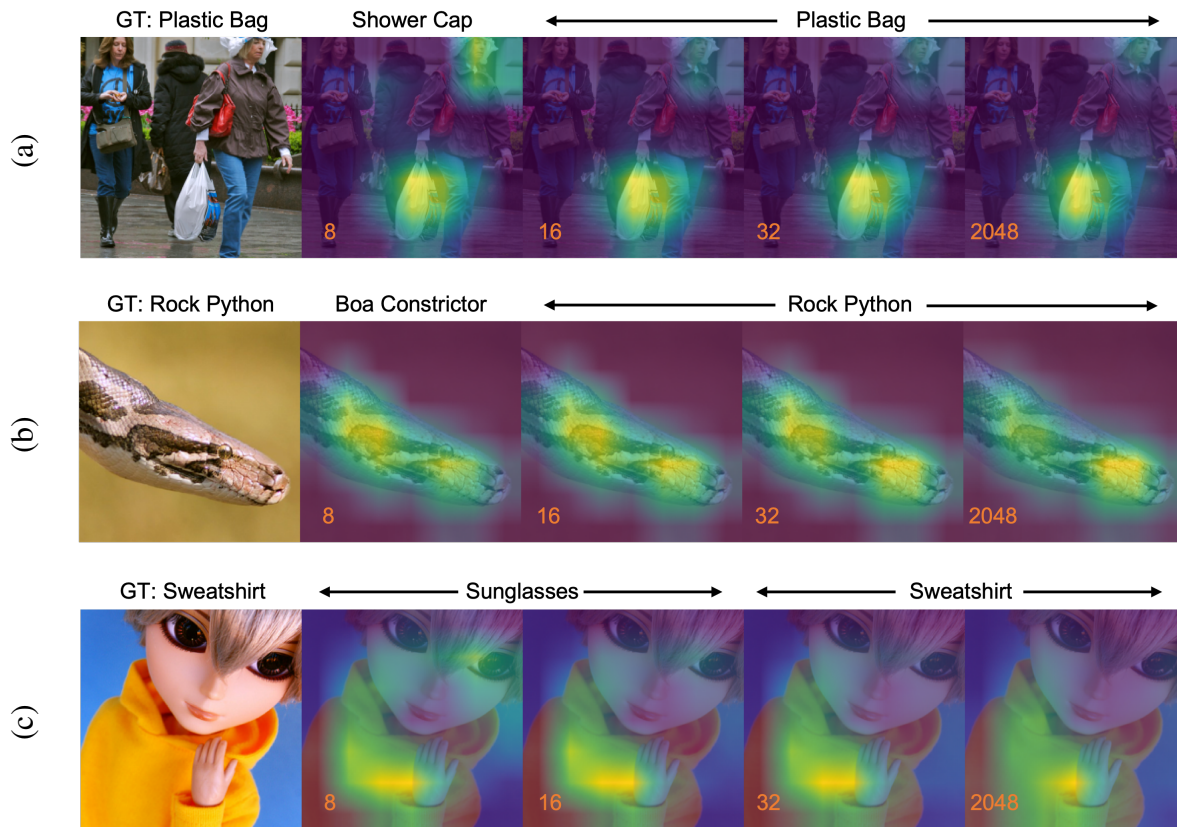 GT: Plastic Bag Shower Cap Plastic Bag
(a)
8 16 32 2048
GT: Rock Python Boa Constrictor Rock Python
(b)
8 16 32 2048
GT: Sweatshirt Sunglasses Sweatshirt
(c)
8 16 32 2048